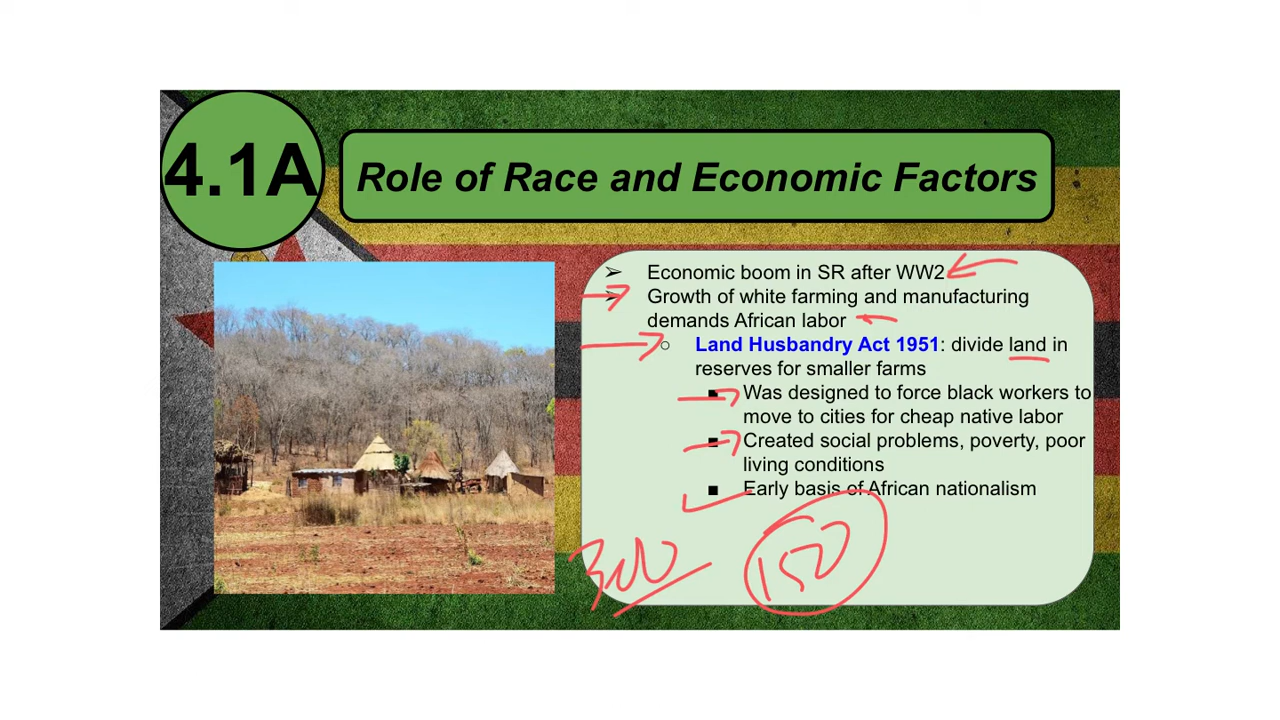 4.1A
Role of Race and Economic Factors
➢ Economic boom in SR after WW2
➢ Growth of white farming and manufacturing
demands African labor
○ Land Husbandry Act 1951: divide land in
reserves for smaller farms
■ Was designed to force black workers to
move to cities for cheap native labor
■ Created social problems, poverty, poor
living conditions
■ Early basis of African nationalism
300
150